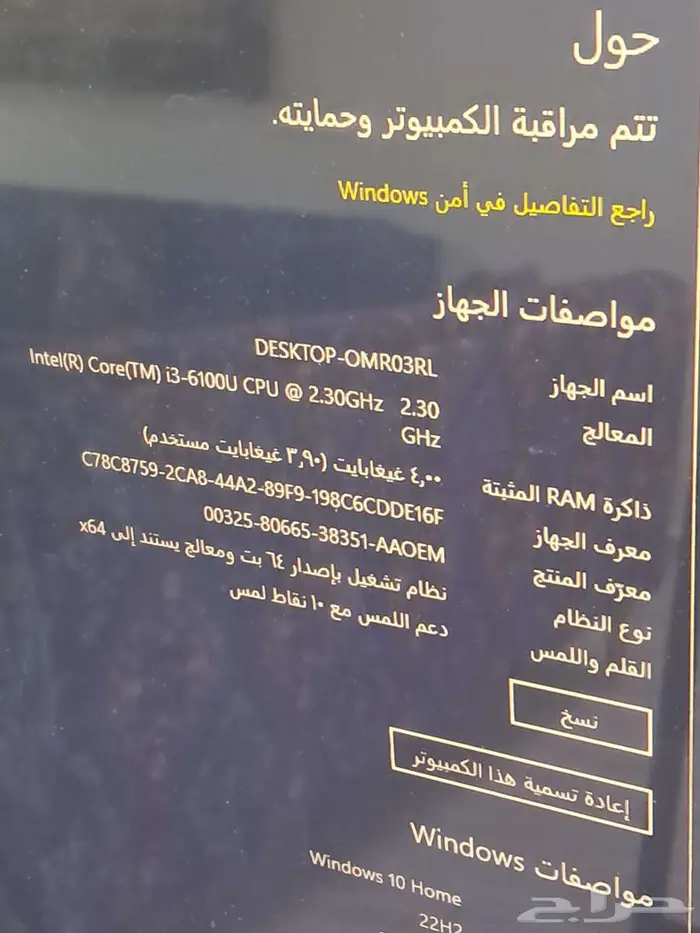 حول
تتم مراقبة الكمبيوتر وحمايته.
راجع التفاصيل في أمن Windows
مواصفات الجهاز
اسم الجهاز DESKTOP-OMR03RL
المعالج Intel(R) Core(TM) i3-6100U CPU @ 2.30GHz 2.30
GHz
ذاكرة RAM المثبتة ٤,٠٠ غيغابايت (٣,٩٠ غيغابايت مستخدم)
معرف الجهاز C78C8759-2CA8-44A2-89F9-198C6CDDE16F
معرّف المنتج 00325-80665-38351-AAOEM
نوع النظام نظام تشغيل بإصدار ٦٤ بت ومعالج يستند إلى x64
القلم واللمس دعم اللمس مع ١٠ نقاط لمس
نسخ
إعادة تسمية هذا الكمبيوتر
مواصفات Windows
Windows 10 Home
22H2
حراج